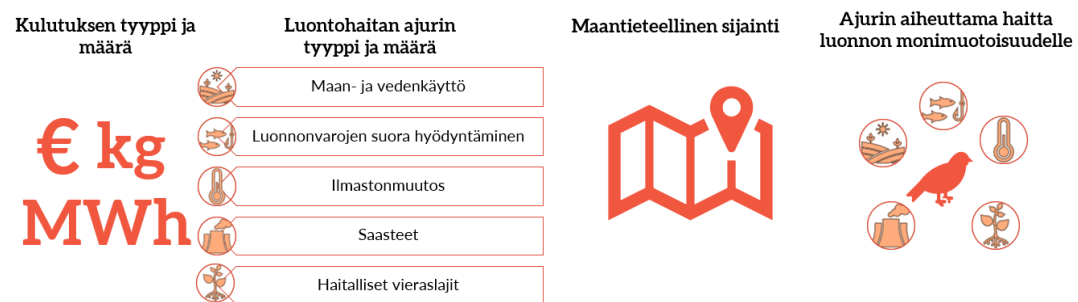 Kulutuksen tyyppi ja
määrä
€ kg
MWh
Luontohaitan ajurin
tyyppi ja määrä
Maan- ja vedenkäyttö
Luonnonvarojen suora hyödyntäminen
Ilmastonmuutos
Saasteet
Haitalliset vieraslajit
Maantieteellinen sijainti
Ajurin aiheuttama haitta
luonnon monimuotoisuudelle